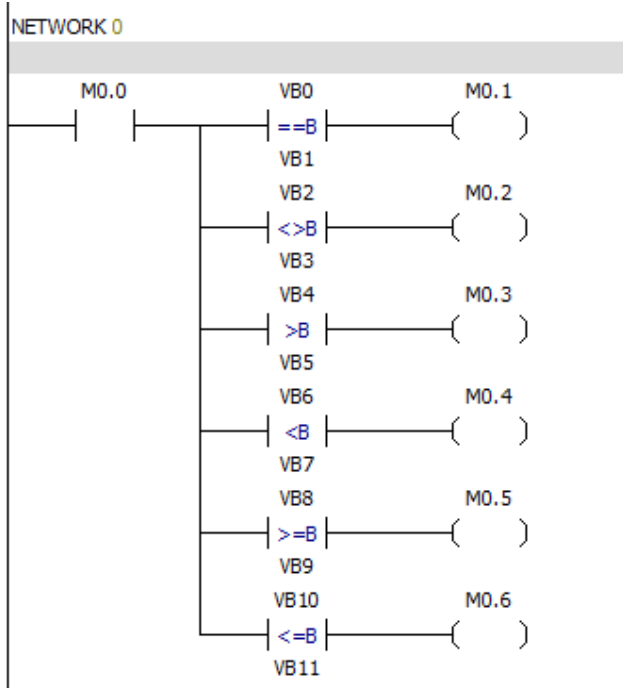 NETWORK 0
M0.0 VB0 M0.1
==B
VB1
VB2 M0.2
<>B
VB3
VB4 M0.3
>B
VB5
VB6 M0.4
<B
VB7
VB8 M0.5
>=B
VB9
VB10 M0.6
<=B
VB11